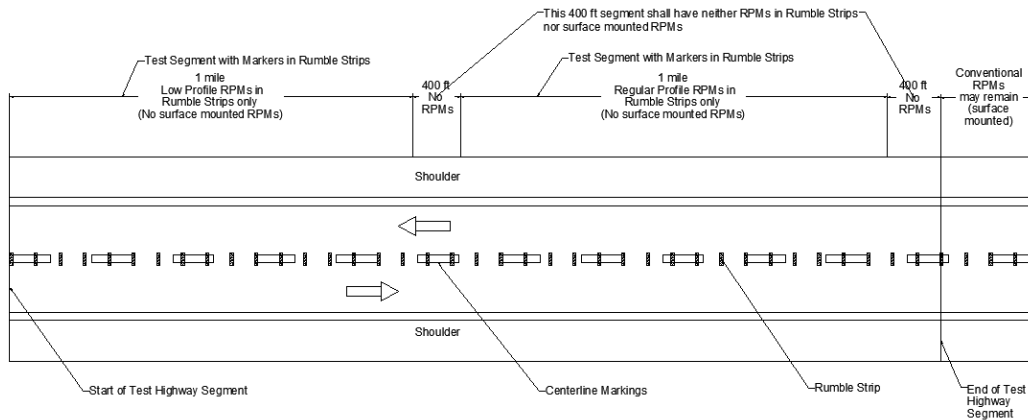 This 400 ft segment shall have neither RPMs in Rumble Strips
nor surface mounted RPMs
Test Segment with Markers in Rumble Strips
1 mile
Low Profile RPMs in
Rumble Strips only
(No surface mounted RPMs)
400 ft
No
RPMs
Test Segment with Markers in Rumble Strips
1 mile
Regular Profile RPMs in
Rumble Strips only
(No surface mounted RPMs)
400 ft
No
RPMs
Conventional
RPMs
may remain
(surface
mounted)
Shoulder
Shoulder
Start of Test Highway Segment
Centerline Markings
Rumble Strip
End of Test
Highway
Segment